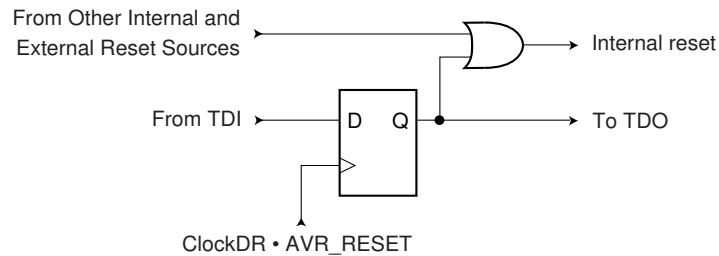 From Other Internal and
External Reset Sources
Internal reset
From TDI
D Q
To TDO
ClockDR • AVR_RESET